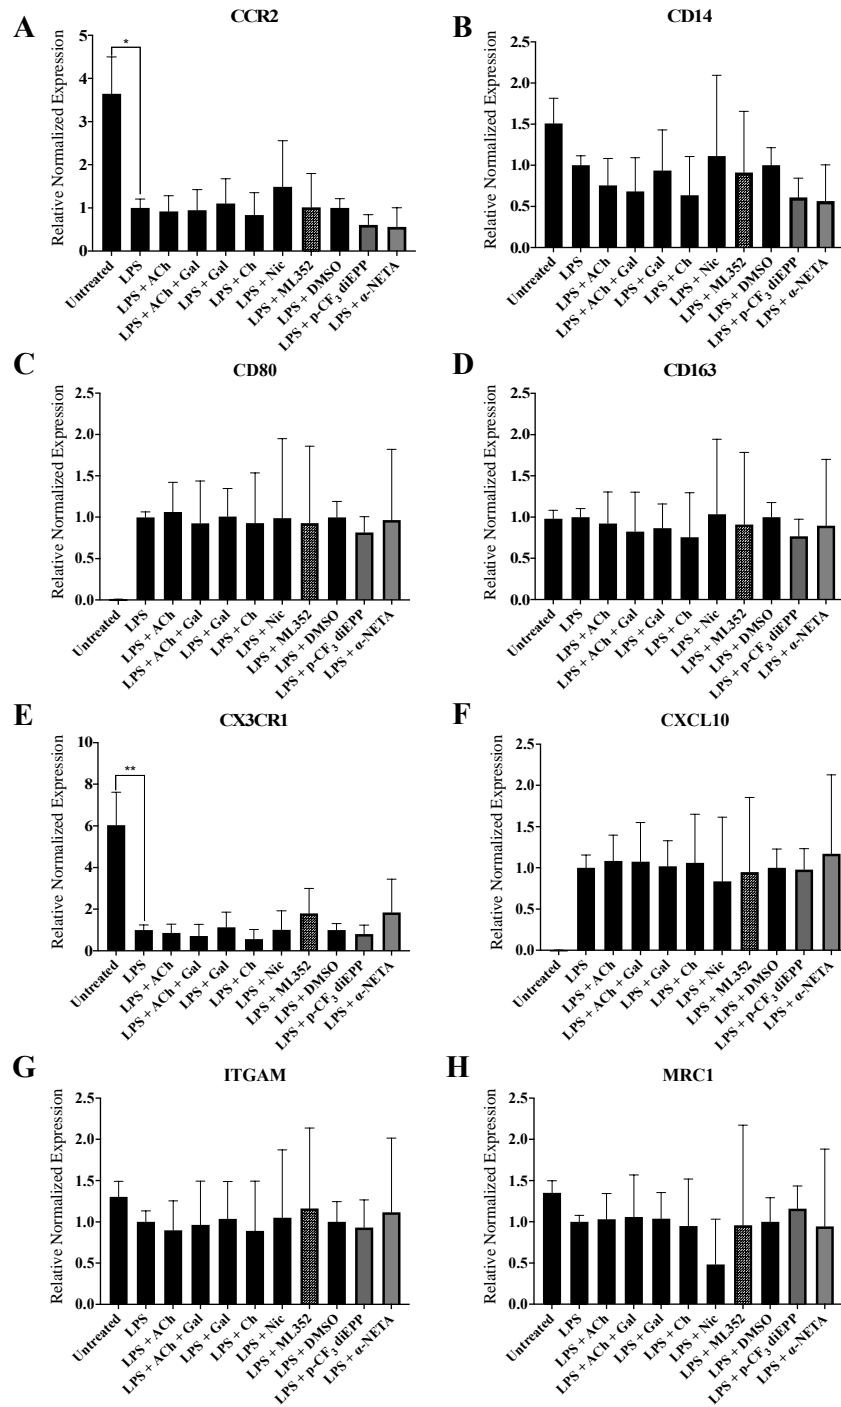 A
CCR2
Relative Normalized Expression
5
4
3
2
1
0
*
Untreated
LPS
LPS + ACh
LPS + ACh + Gal
LPS + Gal
LPS + Ch
LPS + Nic
LPS + ML352
LPS + DMSO
LPS + p-CF₃ diEPP
LPS + α-NETA
B
CD14
Relative Normalized Expression
2.5
2.0
1.5
1.0
0.5
0.0
Untreated
LPS
LPS + ACh
LPS + ACh + Gal
LPS + Gal
LPS + Ch
LPS + Nic
LPS + ML352
LPS + DMSO
LPS + p-CF₃ diEPP
LPS + α-NETA
C
CD80
Relative Normalized Expression
2.5
2.0
1.5
1.0
0.5
0.0
Untreated
LPS
LPS + ACh
LPS + ACh + Gal
LPS + Gal
LPS + Ch
LPS + Nic
LPS + ML352
LPS + DMSO
LPS + p-CF₃ diEPP
LPS + α-NETA
D
CD163
Relative Normalized Expression
2.5
2.0
1.5
1.0
0.5
0.0
Untreated
LPS
LPS + ACh
LPS + ACh + Gal
LPS + Gal
LPS + Ch
LPS + Nic
LPS + ML352
LPS + DMSO
LPS + p-CF₃ diEPP
LPS + α-NETA
E
CX3CR1
Relative Normalized Expression
10
8
6
4
2
0
**
Untreated
LPS
LPS + ACh
LPS + ACh + Gal
LPS + Gal
LPS + Ch
LPS + Nic
LPS + ML352
LPS + DMSO
LPS + p-CF₃ diEPP
LPS + α-NETA
F
CXCL10
Relative Normalized Expression
2.5
2.0
1.5
1.0
0.5
0.0
Untreated
LPS
LPS + ACh
LPS + ACh + Gal
LPS + Gal
LPS + Ch
LPS + Nic
LPS + ML352
LPS + DMSO
LPS + p-CF₃ diEPP
LPS + α-NETA
G
ITGAM
Relative Normalized Expression
2.5
2.0
1.5
1.0
0.5
0.0
Untreated
LPS
LPS + ACh
LPS + ACh + Gal
LPS + Gal
LPS + Ch
LPS + Nic
LPS + ML352
LPS + DMSO
LPS + p-CF₃ diEPP
LPS + α-NETA
H
MRC1
Relative Normalized Expression
2.5
2.0
1.5
1.0
0.5
0.0
Untreated
LPS
LPS + ACh
LPS + ACh + Gal
LPS + Gal
LPS + Ch
LPS + Nic
LPS + ML352
LPS + DMSO
LPS + p-CF₃ diEPP
LPS + α-NETA